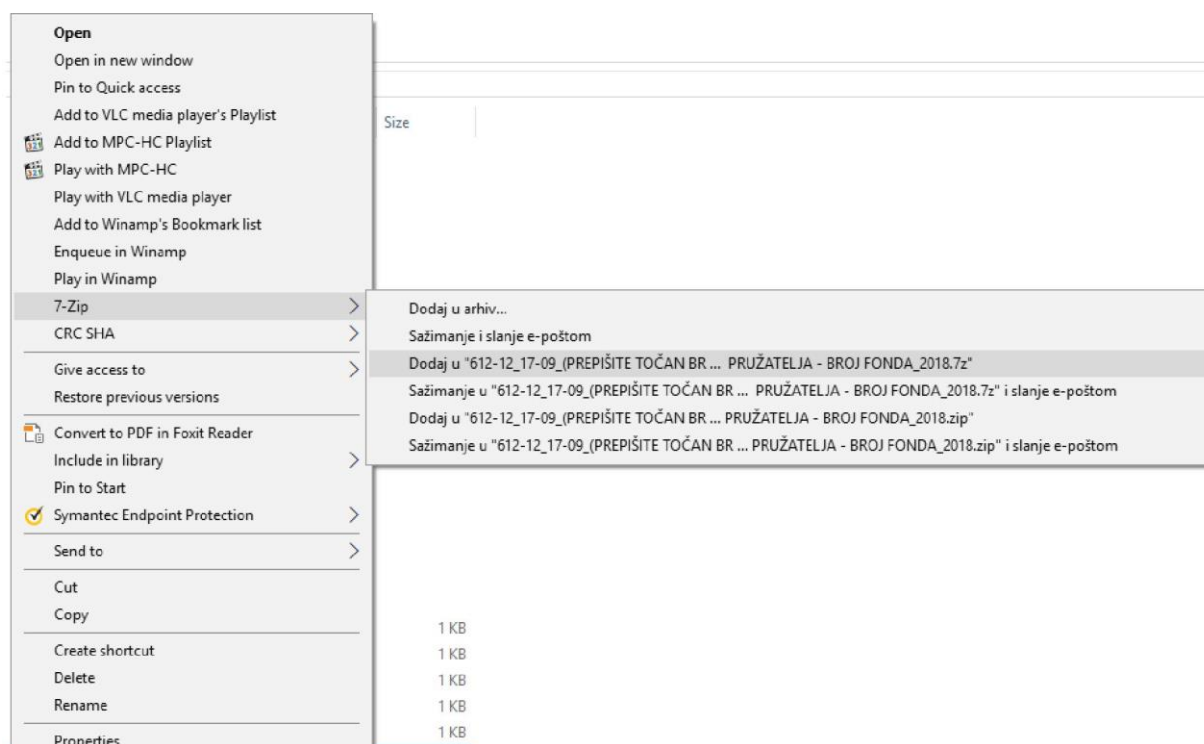 Open
Open in new window
Pin to Quick access
Add to VLC media player's Playlist
Add to MPC-HC Playlist
Play with MPC-HC
Play with VLC media player
Add to Winamp's Bookmark list
Enqueue in Winamp
Play in Winamp
7-Zip
CRC SHA
Give access to
Restore previous versions
Convert to PDF in Foxit Reader
Include in library
Pin to Start
Symantec Endpoint Protection
Send to
Cut
Copy
Create shortcut
Delete
Rename
Properties
Size
Dodaj u arhiv...
Sažimanje i slanje e-poštom
Dodaj u "612-12_17-09_(PREPIŠITE TOČAN BR ... PRUŽATELJA - BROJ FONDA_2018.7z"
Sažimanje u "612-12_17-09_(PREPIŠITE TOČAN BR ... PRUŽATELJA - BROJ FONDA_2018.7z" i slanje e-poštom
Dodaj u "612-12_17-09_(PREPIŠITE TOČAN BR ... PRUŽATELJA - BROJ FONDA_2018.zip"
Sažimanje u "612-12_17-09_(PREPIŠITE TOČAN BR ... PRUŽATELJA - BROJ FONDA_2018.zip" i slanje e-poštom
1 KB
1 KB
1 KB
1 KB
1 KB